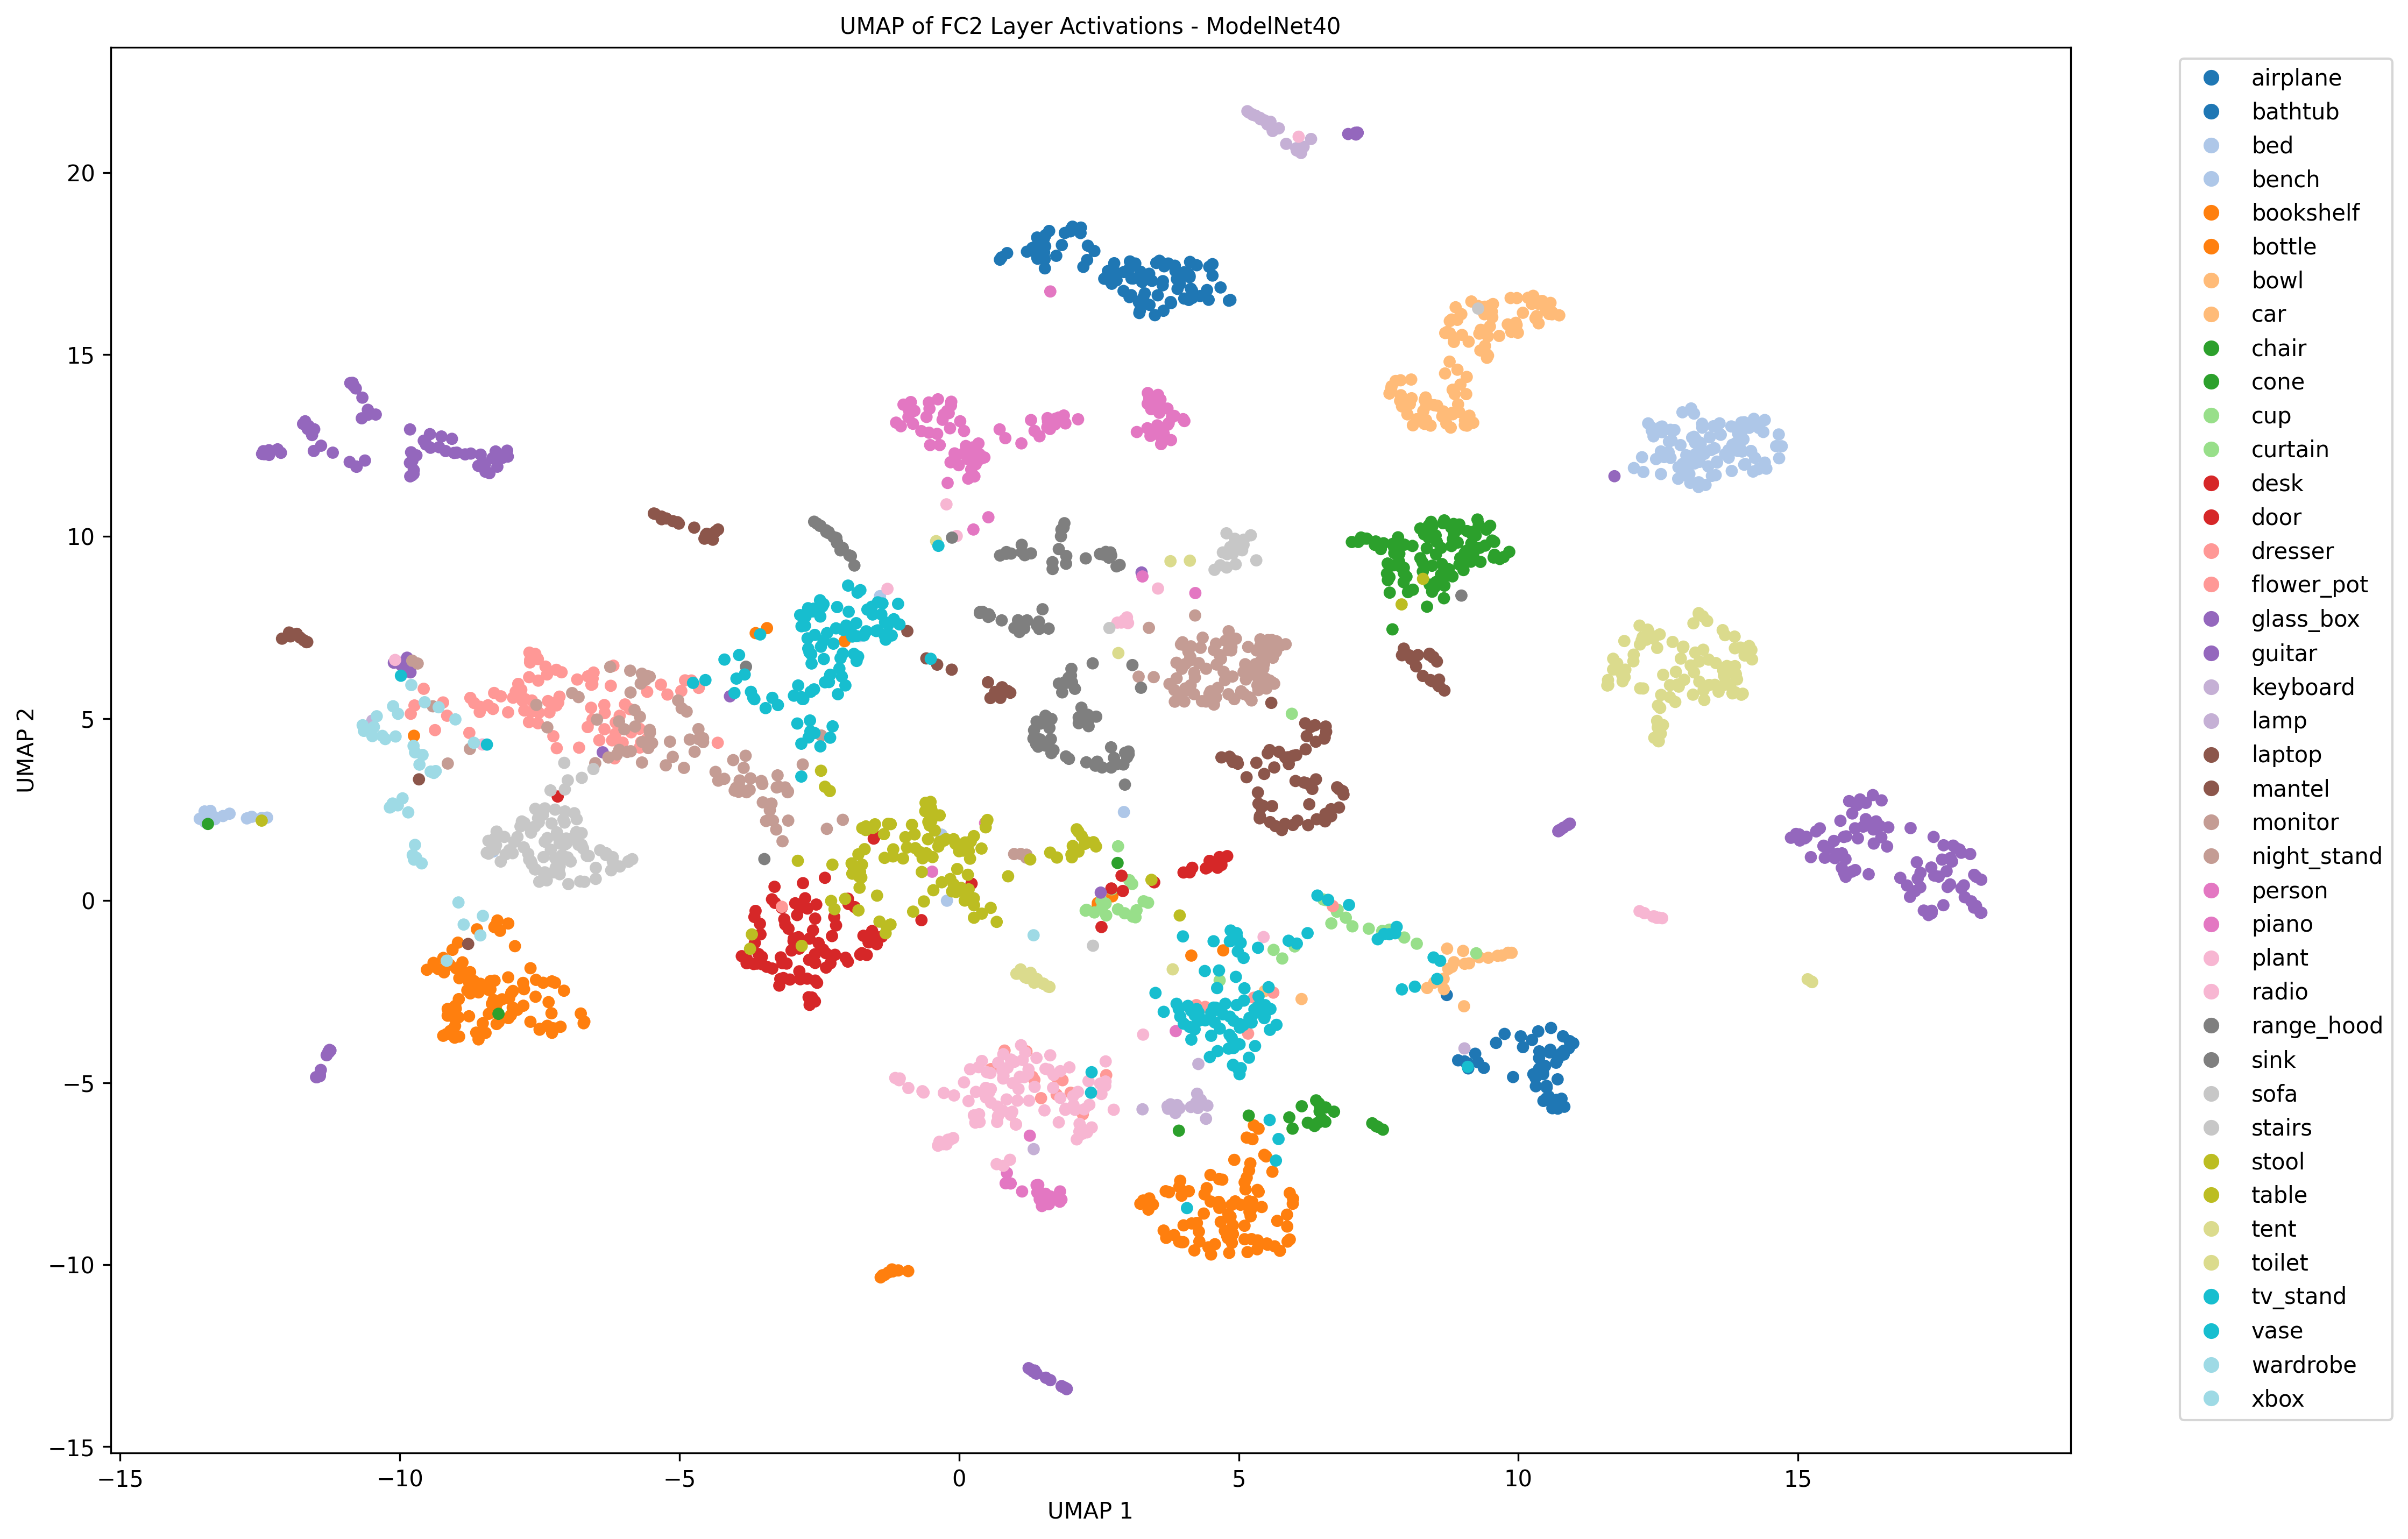 UMAP of FC2 Layer Activations - ModelNet40
20
15
10
5
0
−5
−10
−15
UMAP 2
−15
−10
−5
0
5
10
15
UMAP 1
airplane
bathtub
bed
bench
bookshelf
bottle
bowl
car
chair
cone
cup
curtain
desk
door
dresser
flower_pot
glass_box
guitar
keyboard
lamp
laptop
mantel
monitor
night_stand
person
piano
plant
radio
range_hood
sink
sofa
stairs
stool
table
tent
toilet
tv_stand
vase
wardrobe
xbox